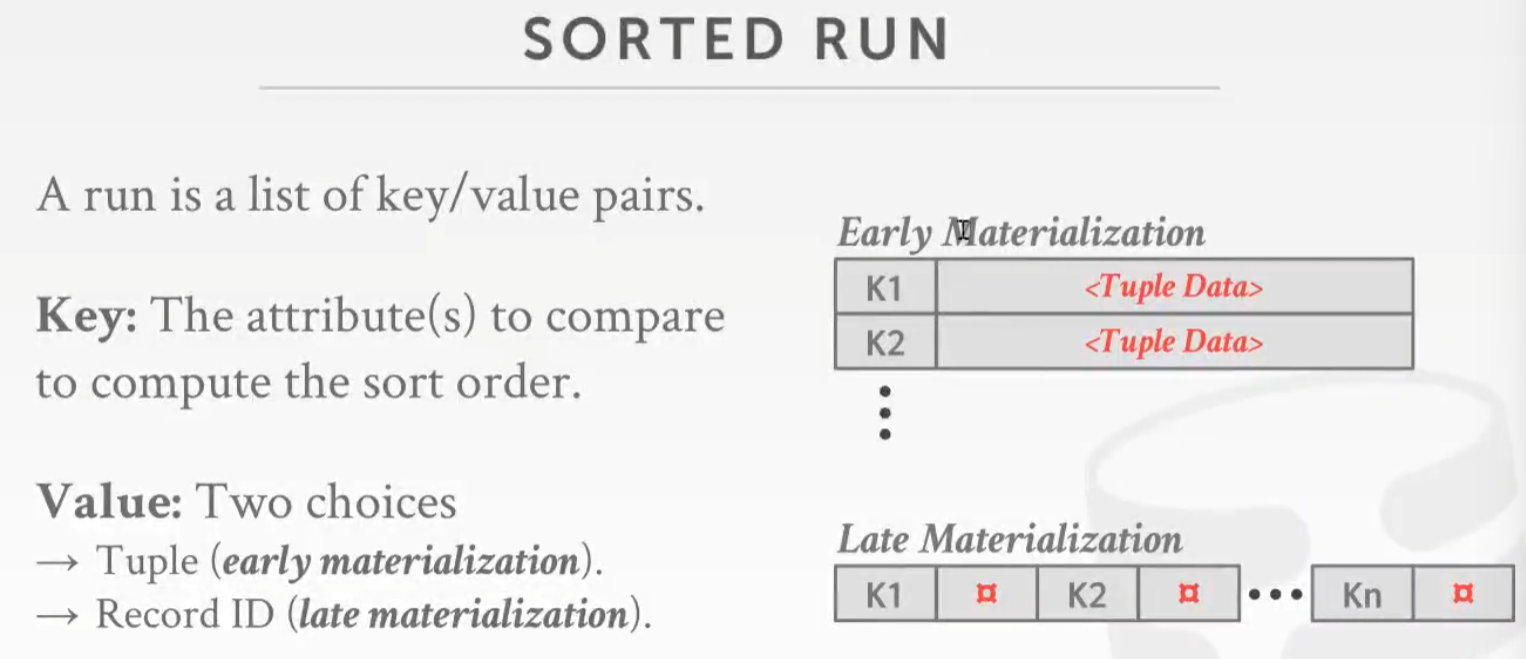 SORTED RUN
A run is a list of key/value pairs.
Key: The attribute(s) to compare
to compute the sort order.
Value: Two choices
→ Tuple (early materialization).
→ Record ID (late materialization).
Early Materialization
K1 <Tuple Data>
K2 <Tuple Data>
Late Materialization
K1 ¤ K2 ¤ ••• Kn ¤